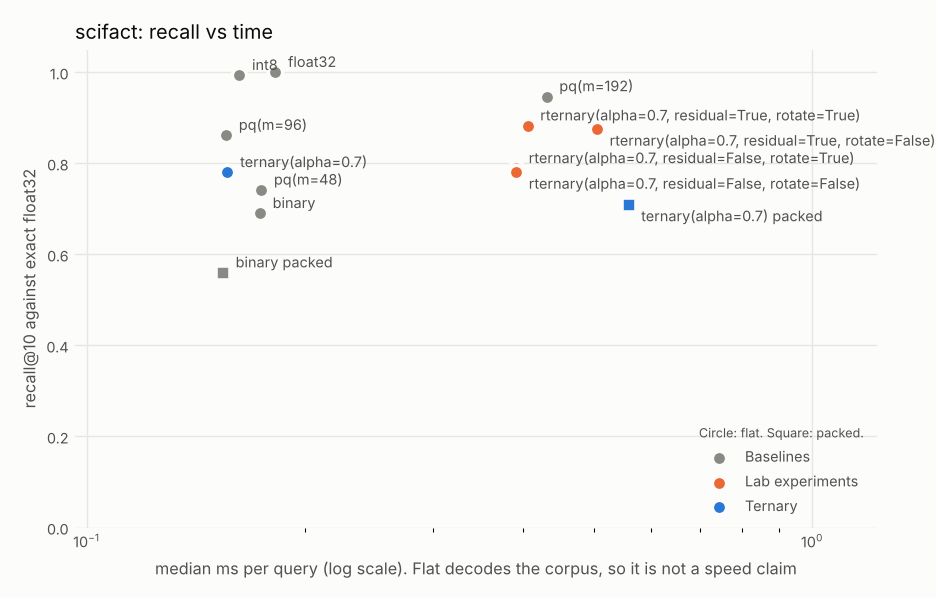 scifact: recall vs time
int8
float32
pq(m=192)
pq(m=96)
rternary(alpha=0.7, residual=True, rotate=True)
rternary(alpha=0.7, residual=True, rotate=False)
ternary(alpha=0.7)
rternary(alpha=0.7, residual=False, rotate=True)
pq(m=48)
rternary(alpha=0.7, residual=False, rotate=False)
binary
ternary(alpha=0.7) packed
binary packed
recall@10 against exact float32
1.0
0.8
0.6
0.4
0.2
0.0
Circle: flat. Square: packed.
Baselines
Lab experiments
Ternary
10⁻¹
10⁰
median ms per query (log scale). Flat decodes the corpus, so it is not a speed claim